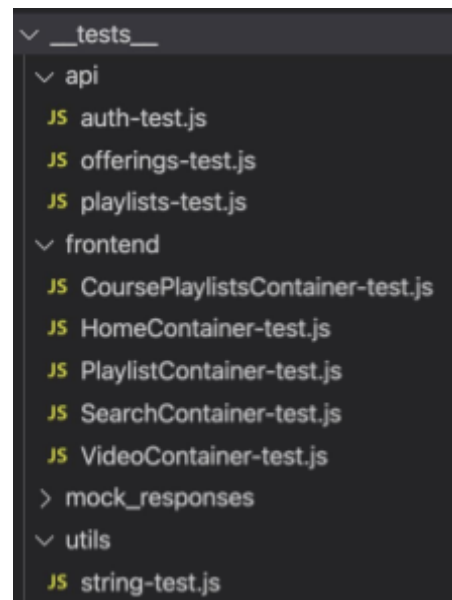 __tests__
api
JS auth-test.js
JS offerings-test.js
JS playlists-test.js
frontend
JS CoursePlaylistsContainer-test.js
JS HomeContainer-test.js
JS PlaylistContainer-test.js
JS SearchContainer-test.js
JS VideoContainer-test.js
mock_responses
utils
JS string-test.js